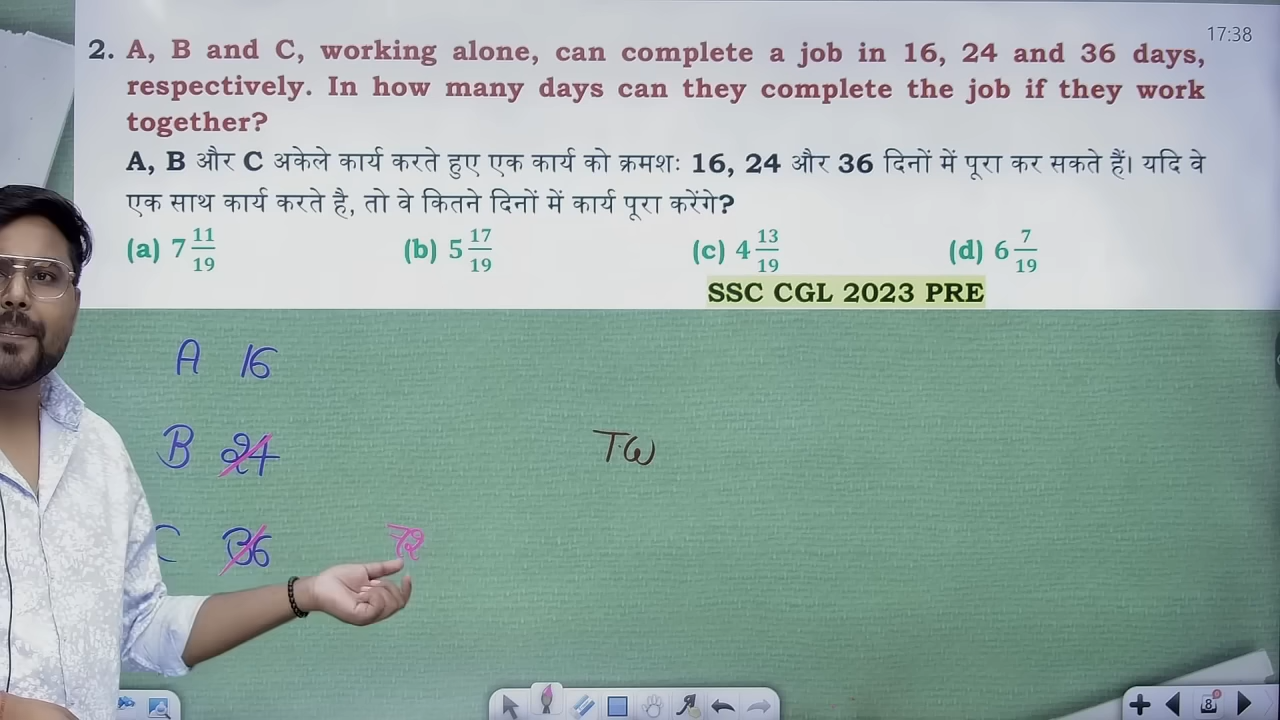 17:38
2. A, B and C, working alone, can complete a job in 16, 24 and 36 days,
respectively. In how many days can they complete the job if they work
together?
A, B और C अकेले कार्य करते हुए एक कार्य को क्रमशः 16, 24 और 36 दिनों में पूरा कर सकते हैं। यदि वे
एक साथ कार्य करते है, तो वे कितने दिनों में कार्य पूरा करेंगे?
(a) 7 11/19 (b) 5 17/19 (c) 4 13/19 (d) 6 7/19
SSC CGL 2023 PRE
A 16
B 24
T.W
C 36 72
8